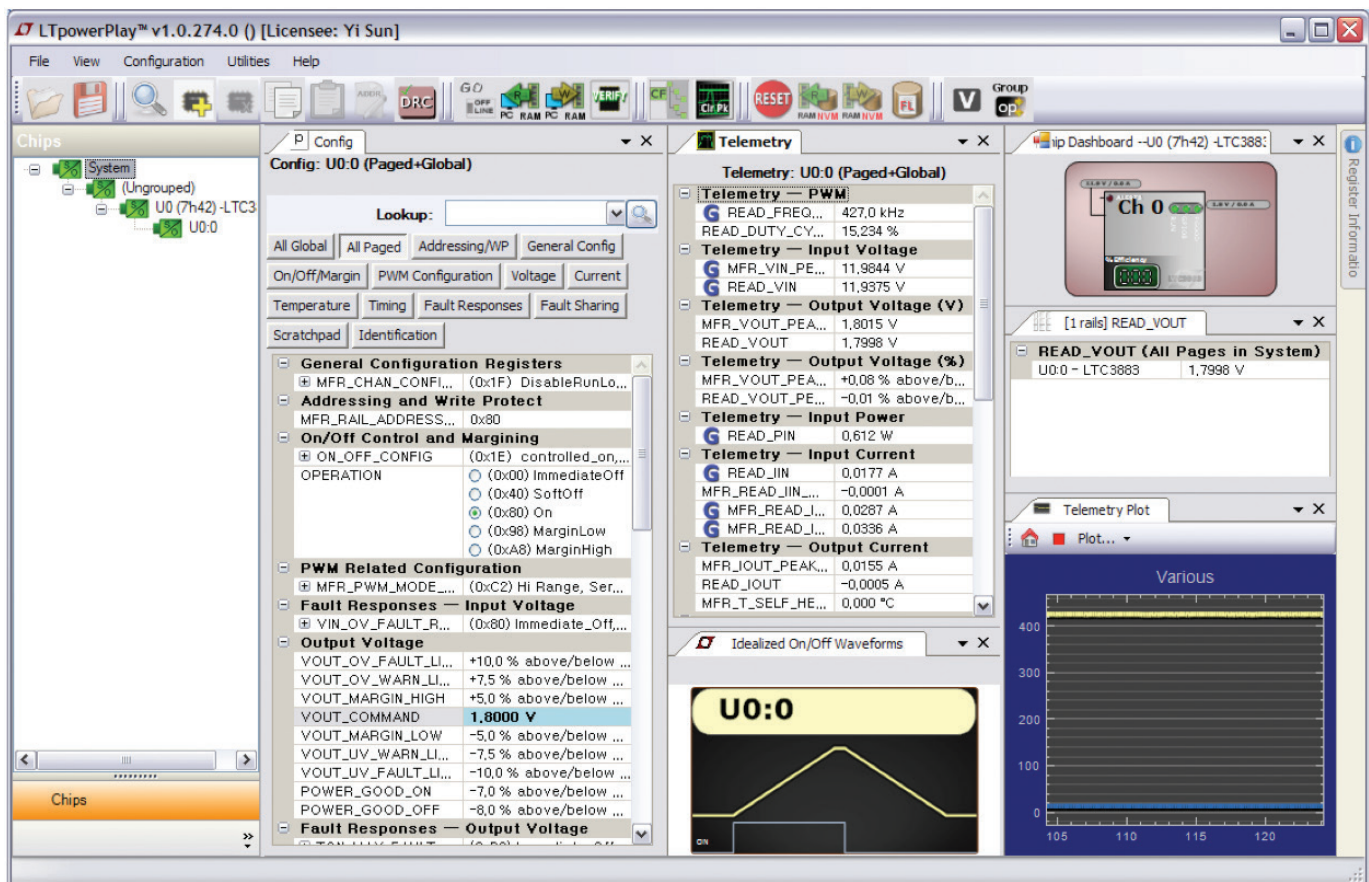 LTpowerPlay™ v1.0.274.0 () [Licensee: Yi Sun]
File View Configuration Utilities Help
ADDR
DRC
GO
OFF LINE
R
PC RAM
W
PC RAM
VERIFY
CF
Clr Pk
RESET
RAM NVM
RAM NVM
FL
V
Group
op
Chips
System
(Ungrouped)
U0 (7h42) -LTC3
U0:0
Chips
P Config
Config: U0:0 (Paged+Global)
Lookup:
All Global All Paged Addressing/WP General Config
On/Off/Margin PWM Configuration Voltage Current
Temperature Timing Fault Responses Fault Sharing
Scratchpad Identification
General Configuration Registers
MFR_CHAN_CONFI... (0x1F) DisableRunLo...
Addressing and Write Protect
MFR_RAIL_ADDRESS... 0x80
On/Off Control and Margining
ON_OFF_CONFIG (0x1E) controlled_on,...
OPERATION (0x00) ImmediateOff
(0x40) SoftOff
(0x80) On
(0x98) MarginLow
(0xA8) MarginHigh
PWM Related Configuration
MFR_PWM_MODE_... (0xC2) Hi Range, Ser...
Fault Responses — Input Voltage
VIN_OV_FAULT_R... (0x80) Immediate_Off,...
Output Voltage
VOUT_OV_FAULT_LI... +10,0 % above/below ...
VOUT_OV_WARN_LI... +7,5 % above/below ...
VOUT_MARGIN_HIGH +5,0 % above/below ...
VOUT_COMMAND 1,8000 V
VOUT_MARGIN_LOW -5,0 % above/below ...
VOUT_UV_WARN_LI... -7,5 % above/below ...
VOUT_UV_FAULT_LI... -10,0 % above/below ...
POWER_GOOD_ON -7,0 % above/below ...
POWER_GOOD_OFF -8,0 % above/below ...
Fault Responses — Output Voltage
Telemetry
Telemetry: U0:0 (Paged+Global)
Telemetry — PWM
G READ_FREQ... 427,0 kHz
READ_DUTY_CY... 15,234 %
Telemetry — Input Voltage
G MFR_VIN_PE... 11,9844 V
G READ_VIN 11,9375 V
Telemetry — Output Voltage (V)
MFR_VOUT_PEA... 1,8015 V
READ_VOUT 1,7998 V
Telemetry — Output Voltage (%)
MFR_VOUT_PEA... +0,08 % above/b...
READ_VOUT_PE... -0,01 % above/b...
Telemetry — Input Power
G READ_PIN 0,612 W
Telemetry — Input Current
G READ_IIN 0,0177 A
MFR_READ_IIN_... -0,0001 A
G MFR_READ_I... 0,0287 A
G MFR_READ_I... 0,0336 A
Telemetry — Output Current
MFR_IOUT_PEAK... 0,0155 A
READ_IOUT -0,0005 A
MFR_T_SELF_HE... 0,000 °C
Idealized On/Off Waveforms
U0:0
ON
ip Dashboard --U0 (7h42) -LTC388
Ch 0
[1 rails] READ_VOUT
READ_VOUT (All Pages in System)
U0:0 - LTC3883 1,7998 V
Telemetry Plot
Plot...
Various
400
300
200
100
0
105 110 115 120
Register Informatio